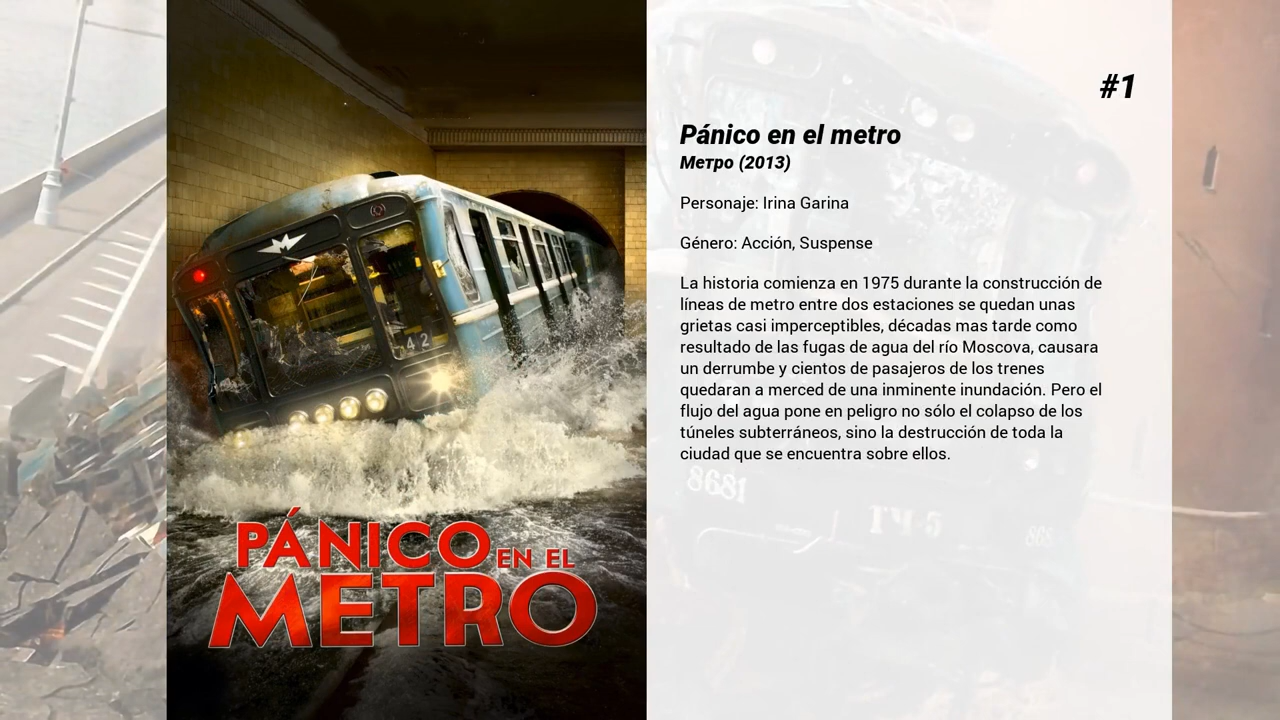 #1
Pánico en el metro
Метро (2013)
Personaje: Irina Garina
Género: Acción, Suspense
La historia comienza en 1975 durante la construcción de
líneas de metro entre dos estaciones se quedan unas
grietas casi imperceptibles, décadas mas tarde como
resultado de las fugas de agua del río Moscova, causara
un derrumbe y cientos de pasajeros de los trenes
quedaran a merced de una inminente inundación. Pero el
flujo del agua pone en peligro no sólo el colapso de los
túneles subterráneos, sino la destrucción de toda la
ciudad que se encuentra sobre ellos.
42
PÁNICO EN EL
METRO
8681